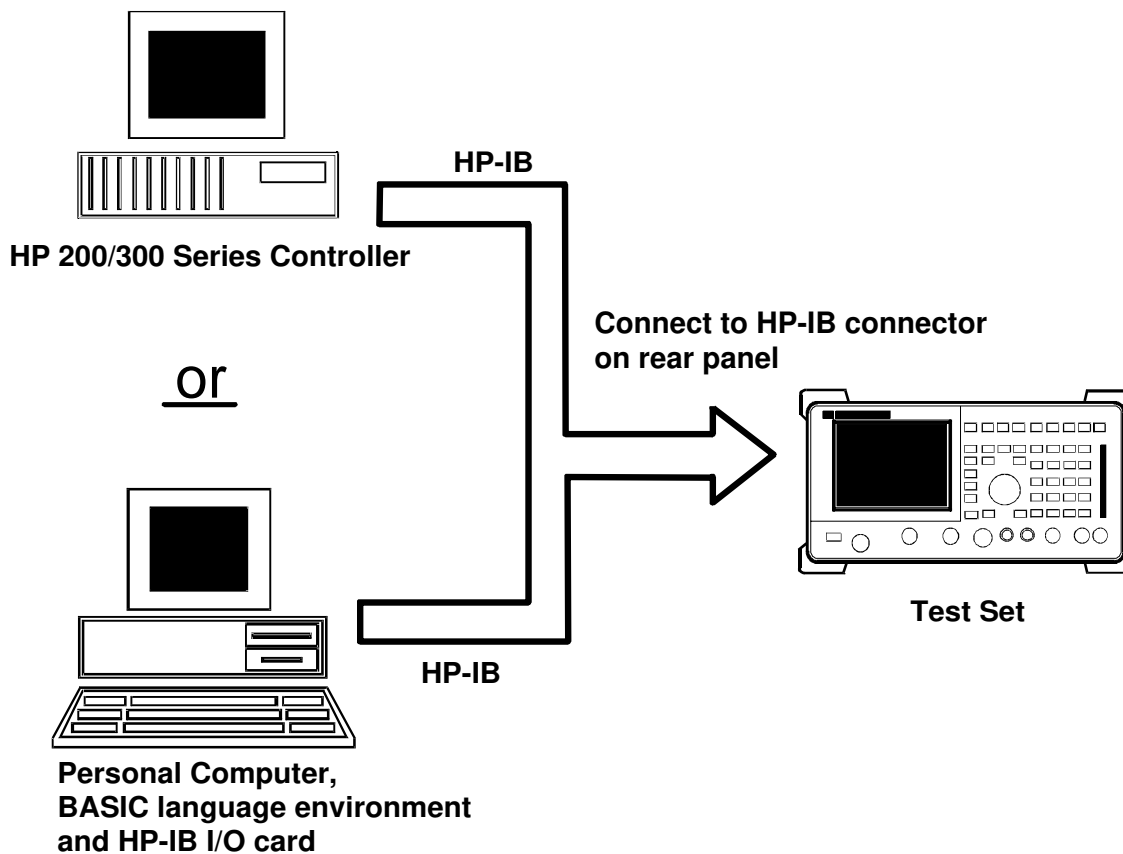 HP-IB
HP 200/300 Series Controller
Connect to HP-IB connector
on rear panel
or
Test Set
HP-IB
Personal Computer,
BASIC language environment
and HP-IB I/O card